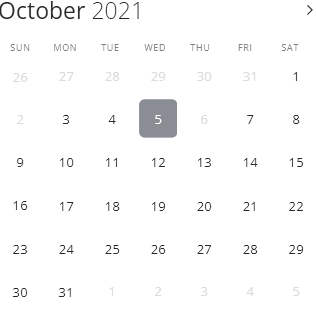 October 2021 >
SUN MON TUE WED THU FRI SAT
26 27 28 29 30 31 1
2 3 4 5 6 7 8
9 10 11 12 13 14 15
16 17 18 19 20 21 22
23 24 25 26 27 28 29
30 31 1 2 3 4 5